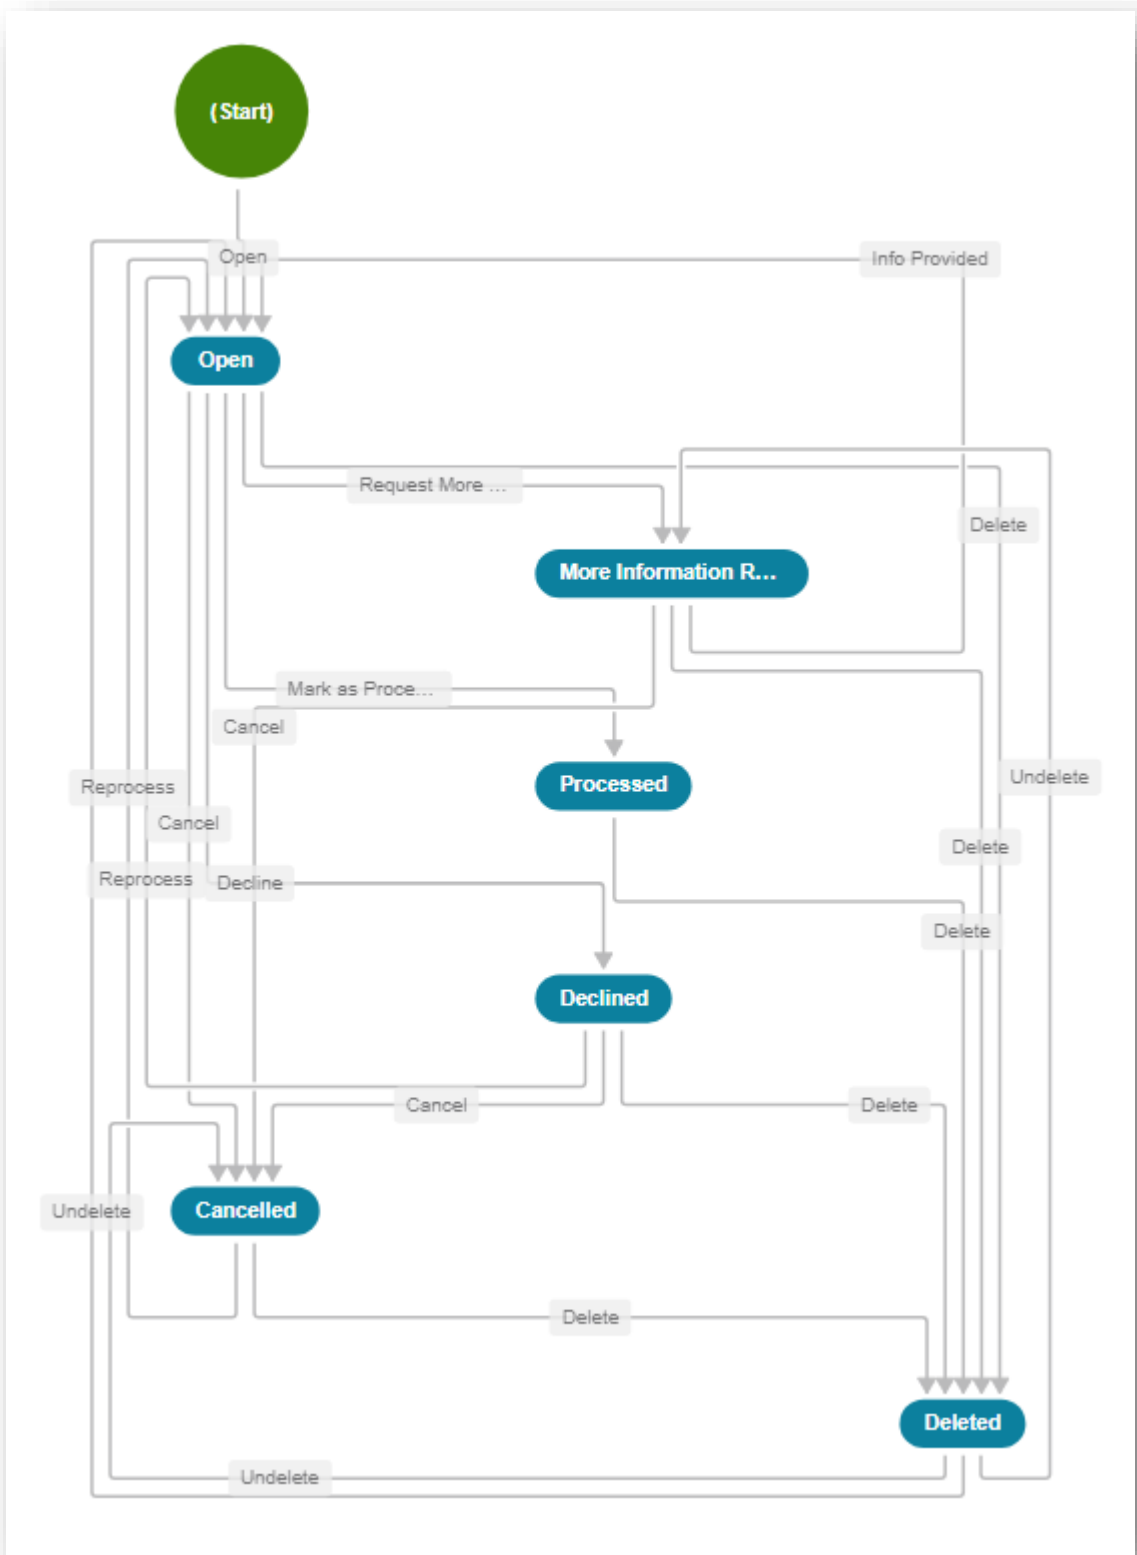 (Start)
Open
Info Provided
Open
Request More ...
Delete
More Information R...
Mark as Proce...
Cancel
Reprocess
Processed
Undelete
Cancel
Delete
Reprocess
Decline
Delete
Declined
Cancel
Delete
Undelete
Cancelled
Delete
Deleted
Undelete